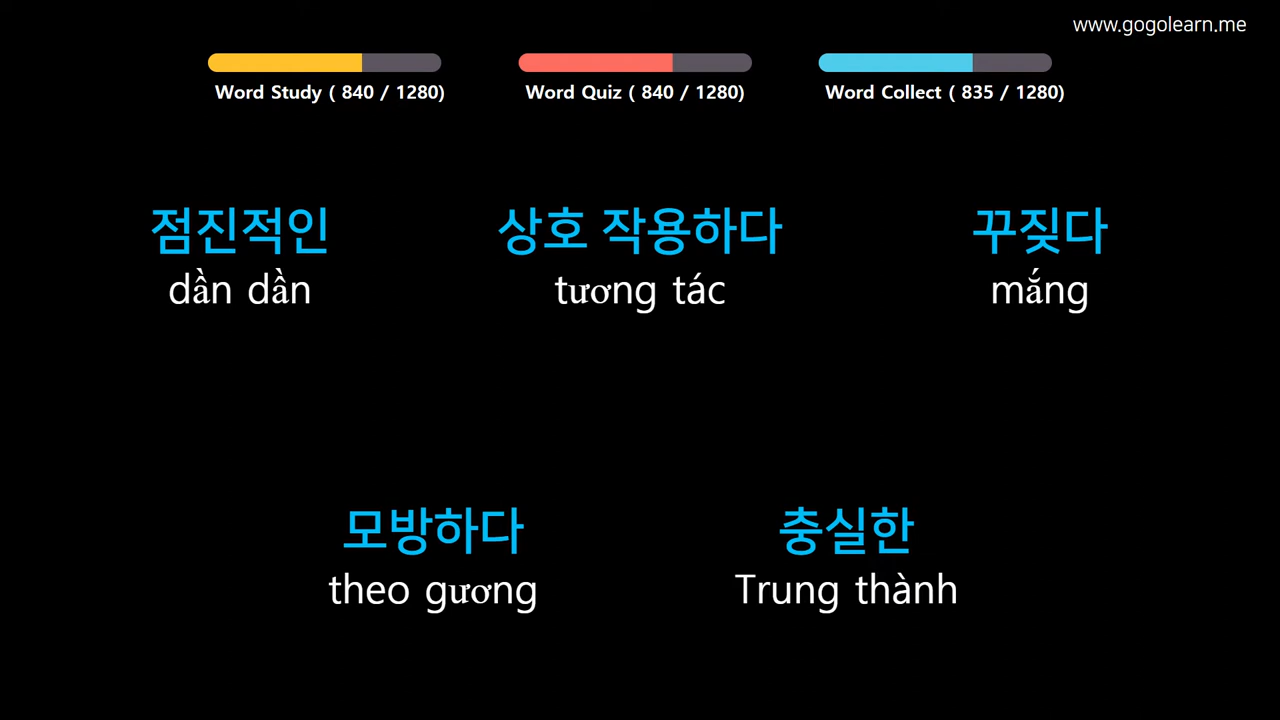 www.gogolearn.me
Word Study ( 840 / 1280)
Word Quiz ( 840 / 1280)
Word Collect ( 835 / 1280)
점진적인
dần dần
상호 작용하다
tương tác
꾸짖다
mắng
모방하다
theo gương
충실한
Trung thành